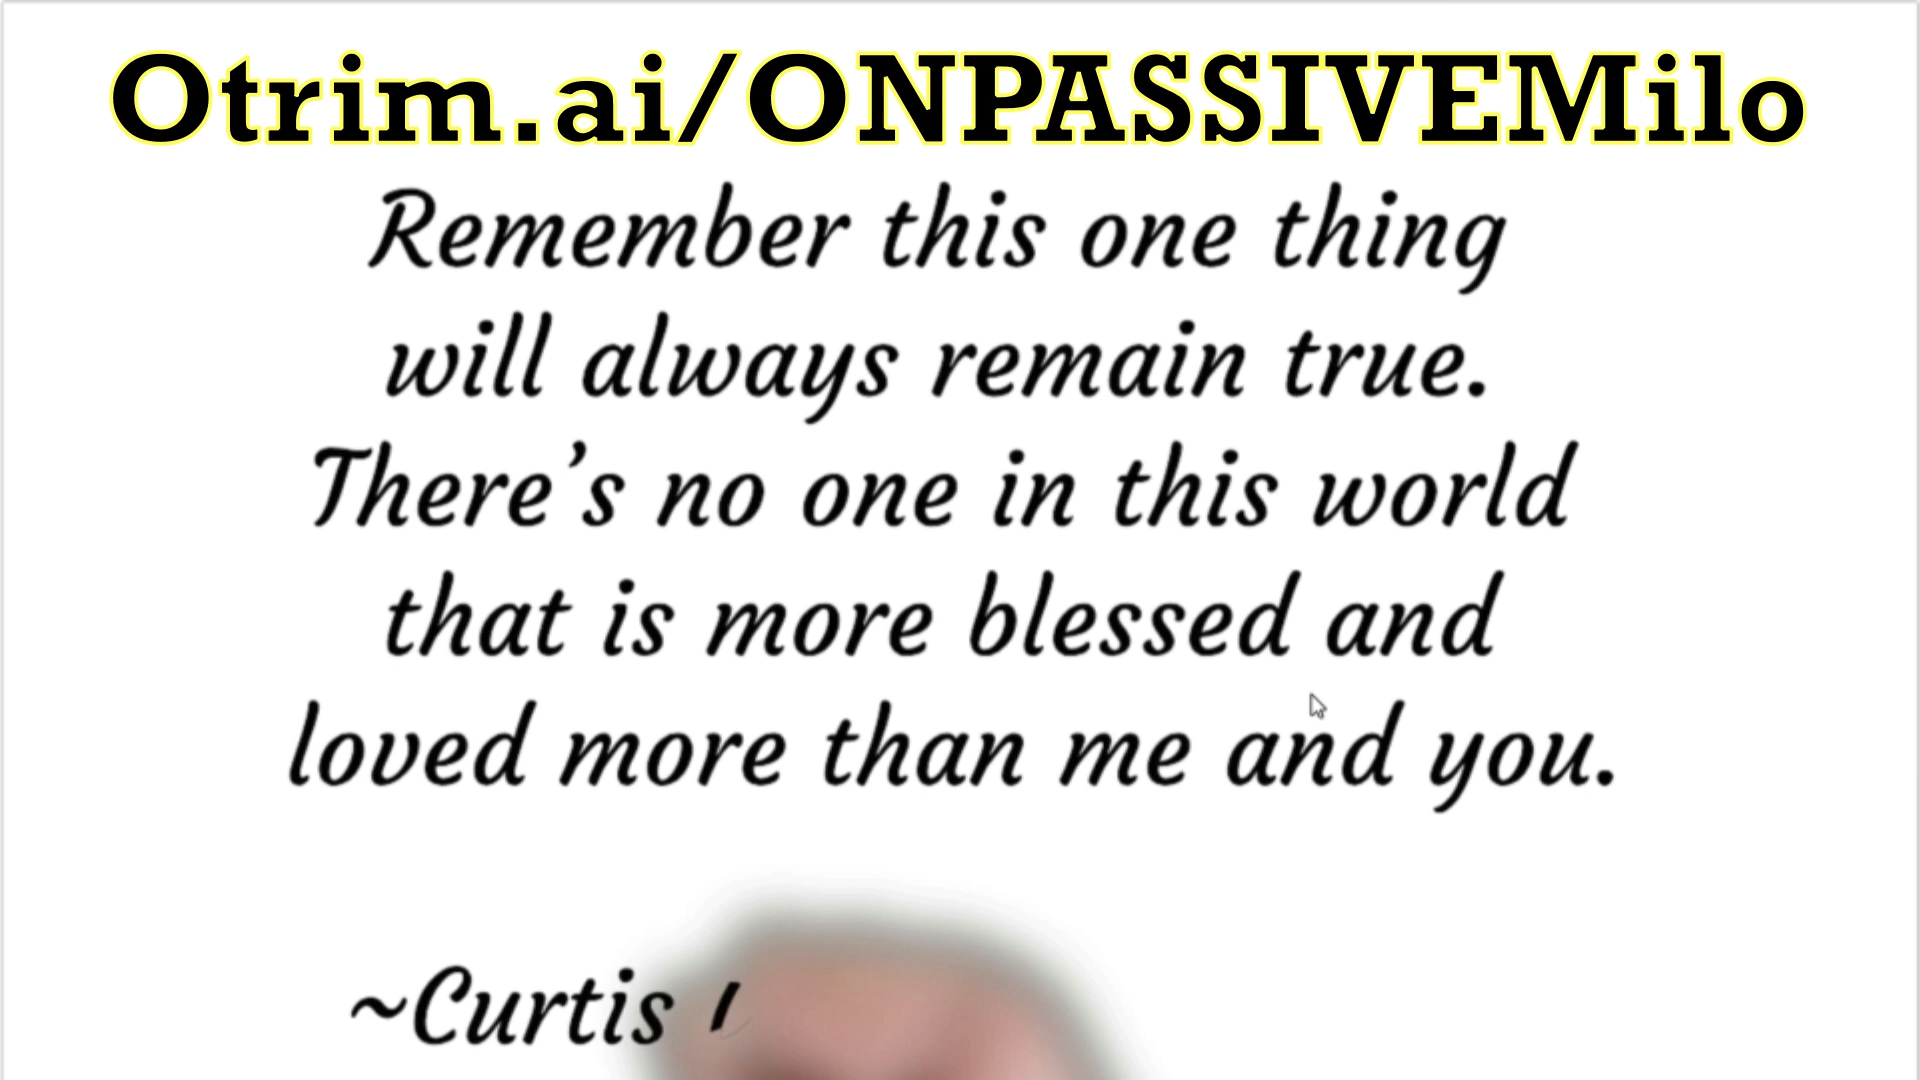 Otrim.ai/ONPASSIVEMilo
Remember this one thing
will always remain true.
There's no one in this world
that is more blessed and
loved more than me and you.
~Curtis